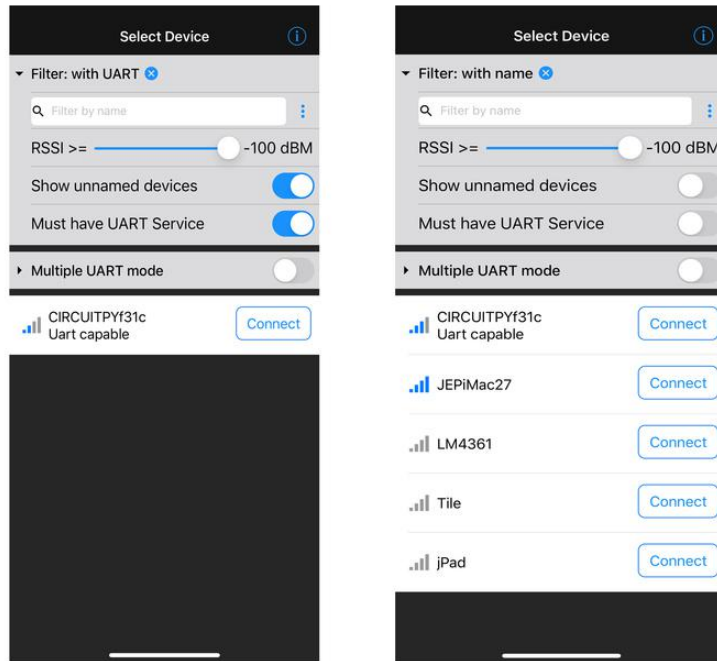 Select Device
Filter: with UART
Filter by name
RSSI >= -100 dBM
Show unnamed devices
Must have UART Service
Multiple UART mode
CIRCUITPYf31c
Uart capable
Connect
Select Device
Filter: with name
Filter by name
RSSI >= -100 dBM
Show unnamed devices
Must have UART Service
Multiple UART mode
CIRCUITPYf31c
Uart capable
Connect
JEPiMac27
Connect
LM4361
Connect
Tile
Connect
jPad
Connect